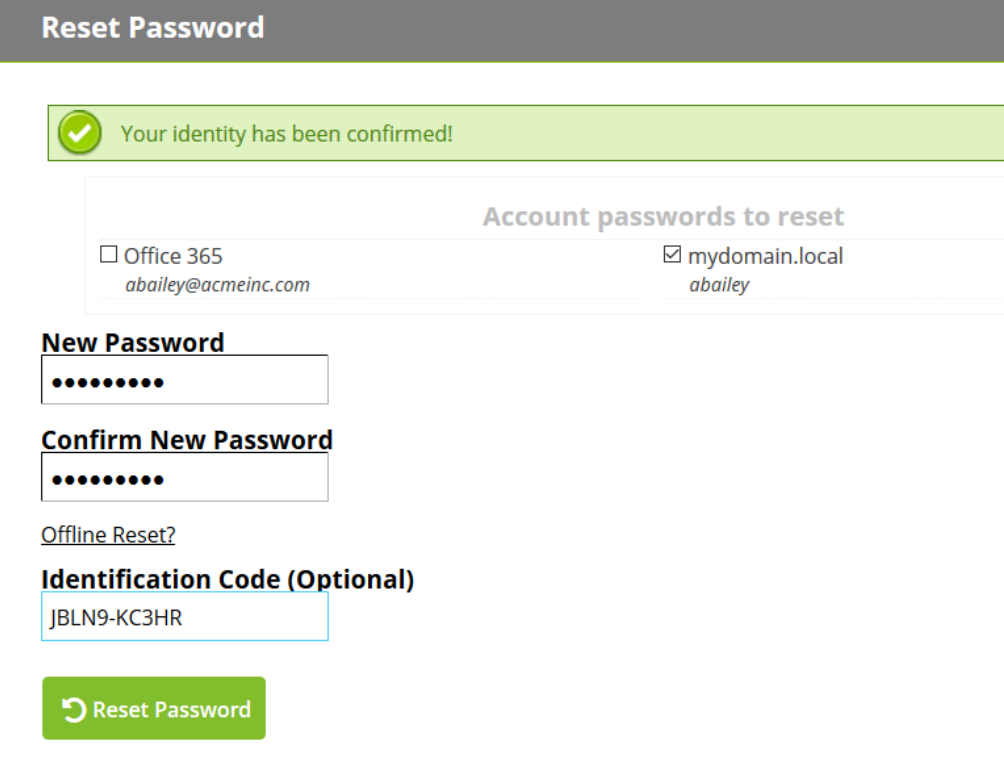 Reset Password
Your identity has been confirmed!
Account passwords to reset
Office 365 mydomain.local
abailey@acmeinc.com abailey
New Password
•••••••••
Confirm New Password
•••••••••
Offline Reset?
Identification Code (Optional)
JBLN9-KC3HR
Reset Password